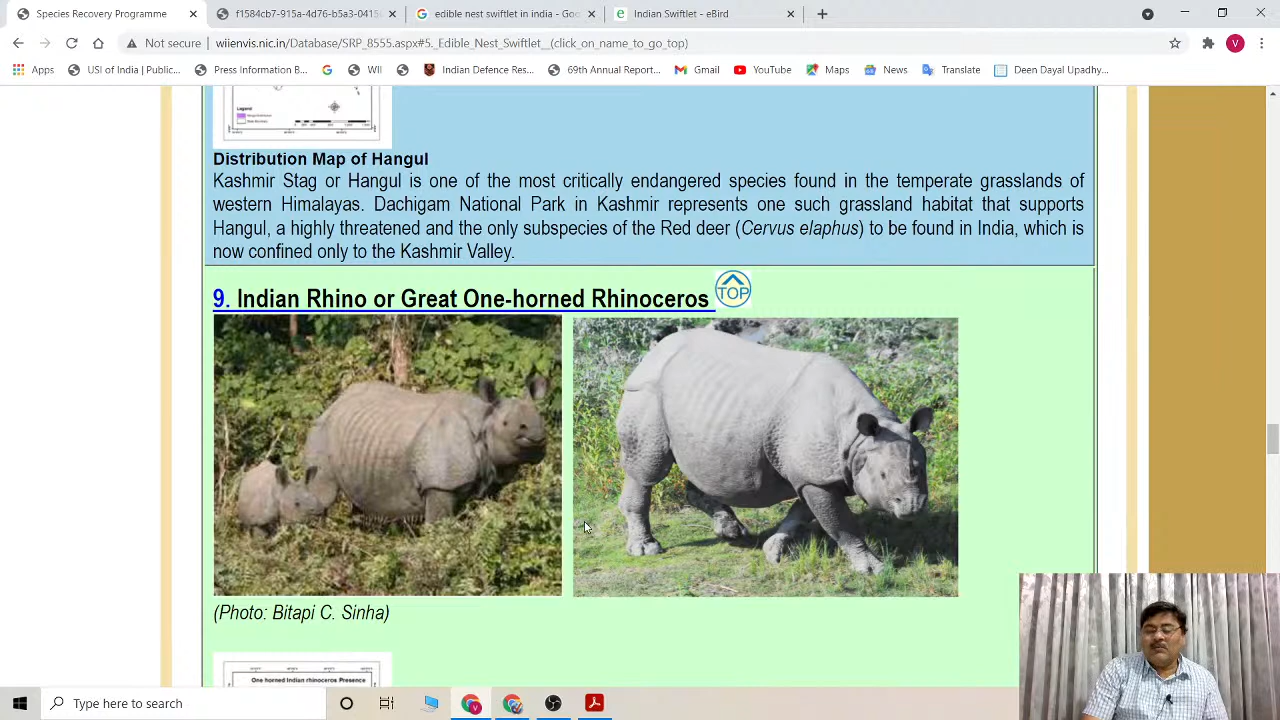 Species Recovery Programme
f1584cb7-915a-4d76-b5a3-0415
edible nest swiftlet in india - Goo
Indian Swiftlet - eBird
Not secure
wiienvis.nic.in/Database/SRP_8555.aspx#5_Edible_Nest_Swiftlet_(click_on_name_to_go_top)
V
Apps
USI of India | Public...
Press Information B...
WII
Indian Defence Res...
69th Annual Report...
Gmail
YouTube
Maps
News
Translate
Deen Dayal Upadhy...
Legend
Distribution Map of Hangul
Kashmir Stag or Hangul is one of the most critically endangered species found in the temperate grasslands of
western Himalayas. Dachigam National Park in Kashmir represents one such grassland habitat that supports
Hangul, a highly threatened and the only subspecies of the Red deer (Cervus elaphus) to be found in India, which is
now confined only to the Kashmir Valley.
9. Indian Rhino or Great One-horned Rhinoceros
TOP
(Photo: Bitapi C. Sinha)
One horned Indian rhinoceros Presence
Type here to search